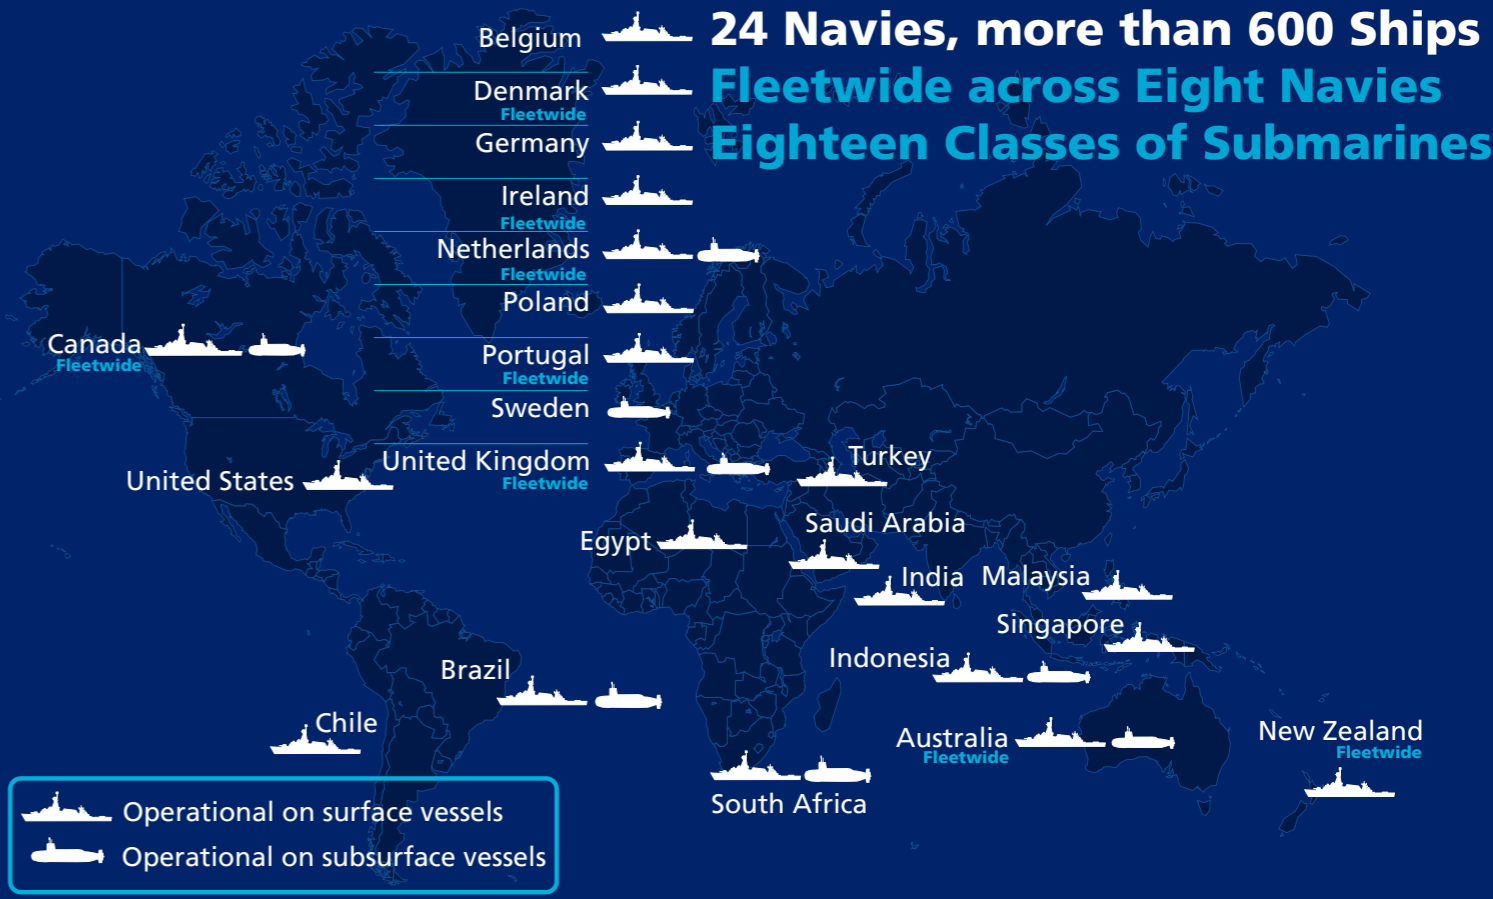 24 Navies, more than 600 Ships
Fleetwide across Eight Navies
Eighteen Classes of Submarines
Belgium
Denmark
Fleetwide
Germany
Ireland
Fleetwide
Netherlands
Fleetwide
Poland
Portugal
Fleetwide
Sweden
United Kingdom
Fleetwide
Canada
Fleetwide
United States
Turkey
Egypt
Saudi Arabia
India
Malaysia
Singapore
Indonesia
Brazil
Chile
Australia
Fleetwide
New Zealand
Fleetwide
South Africa
Operational on surface vessels
Operational on subsurface vessels